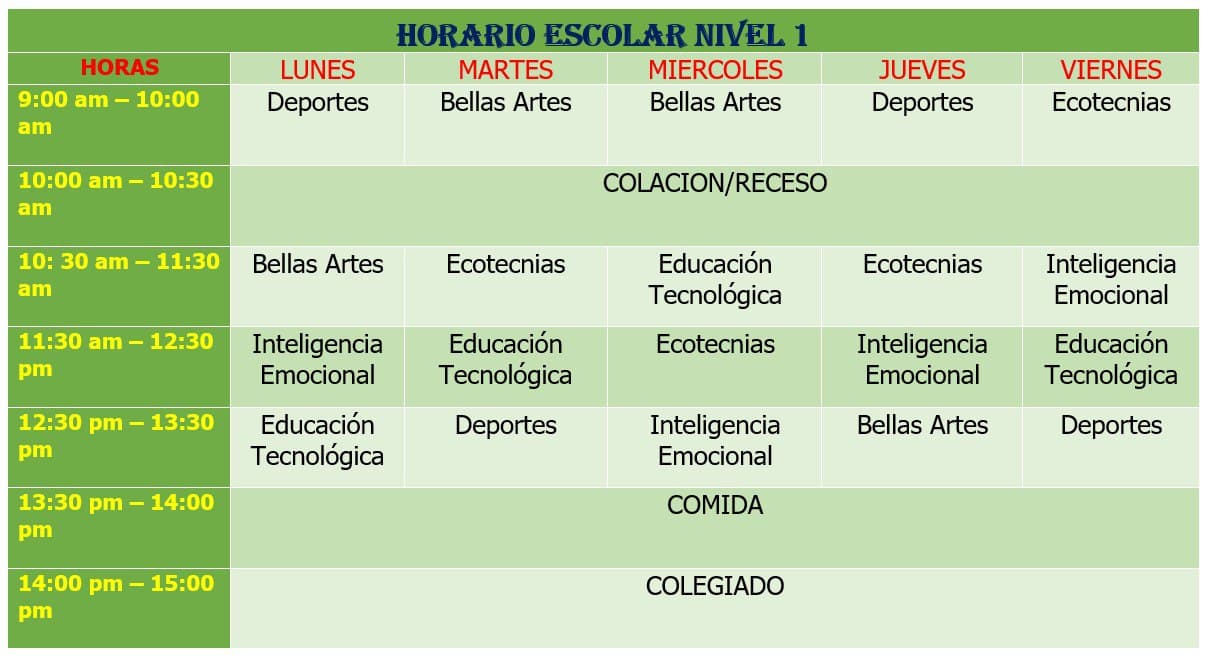 HORARIO ESCOLAR NIVEL 1
HORAS LUNES MARTES MIERCOLES JUEVES VIERNES
9:00 am – 10:00 Deportes Bellas Artes Bellas Artes Deportes Ecotecnias
am
10:00 am – 10:30 COLACION/RECESO
am
10: 30 am – 11:30 Bellas Artes Ecotecnias Educación Ecotecnias Inteligencia
am Tecnológica Emocional
11:30 am – 12:30 Inteligencia Educación Ecotecnias Inteligencia Educación
pm Emocional Tecnológica Emocional Tecnológica
12:30 pm – 13:30 Educación Deportes Inteligencia Bellas Artes Deportes
pm Tecnológica Emocional
13:30 pm – 14:00 COMIDA
pm
14:00 pm – 15:00 COLEGIADO
pm